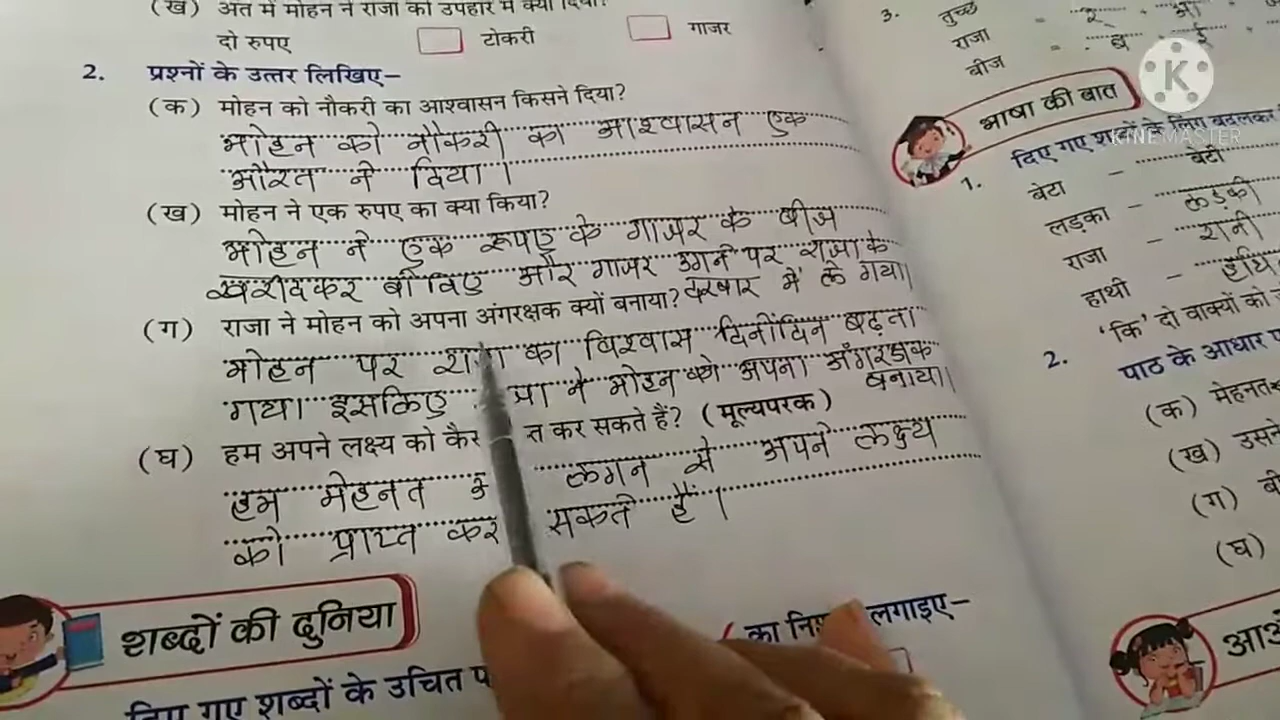 (ख) अंत में मोहन ने राजा को उपहार में क्या दिया?
दो रुपए टोकरी गाजर
2. प्रश्नों के उत्तर लिखिए–
(क) मोहन को नौकरी का आश्वासन किसने दिया?
मोहन को नौकरी का आश्वासन एक
औरत ने दिया।
(ख) मोहन ने एक रुपए का क्या किया?
मोहन ने एक रूपए के गाजर के बीज
खरीदकर बो दिए और गाजर उगने पर राजा के
दरबार में ले गया।
(ग) राजा ने मोहन को अपना अंगरक्षक क्यों बनाया?
मोहन पर राजा का विश्वास दिनोंदिन बढ़ता
गया इसलिए ने मोहन को अपना अंगरक्षक
बनाया।
(घ) हम अपने लक्ष्य को कर सकते हैं? (मूल्यपरक)
हम मेहनत लगन से अपने लक्ष्य
को प्राप्त कर सकते हैं।
शब्दों की दुनिया
दिए गए शब्दों के उचित
का लगाइए–
3. तुच्छ
राजा = र + आ
बीज = ब ई
KINEMASTER
भाषा की बात
1. दिए गए शब्दों के लिंग बदलकर
बेटा – बेटी
लड़का – लड़की
राजा – रानी
हाथी –
'कि' दो वाक्यों को
2. पाठ के आधार
(क)
(ख) उसने
(ग)
(घ)